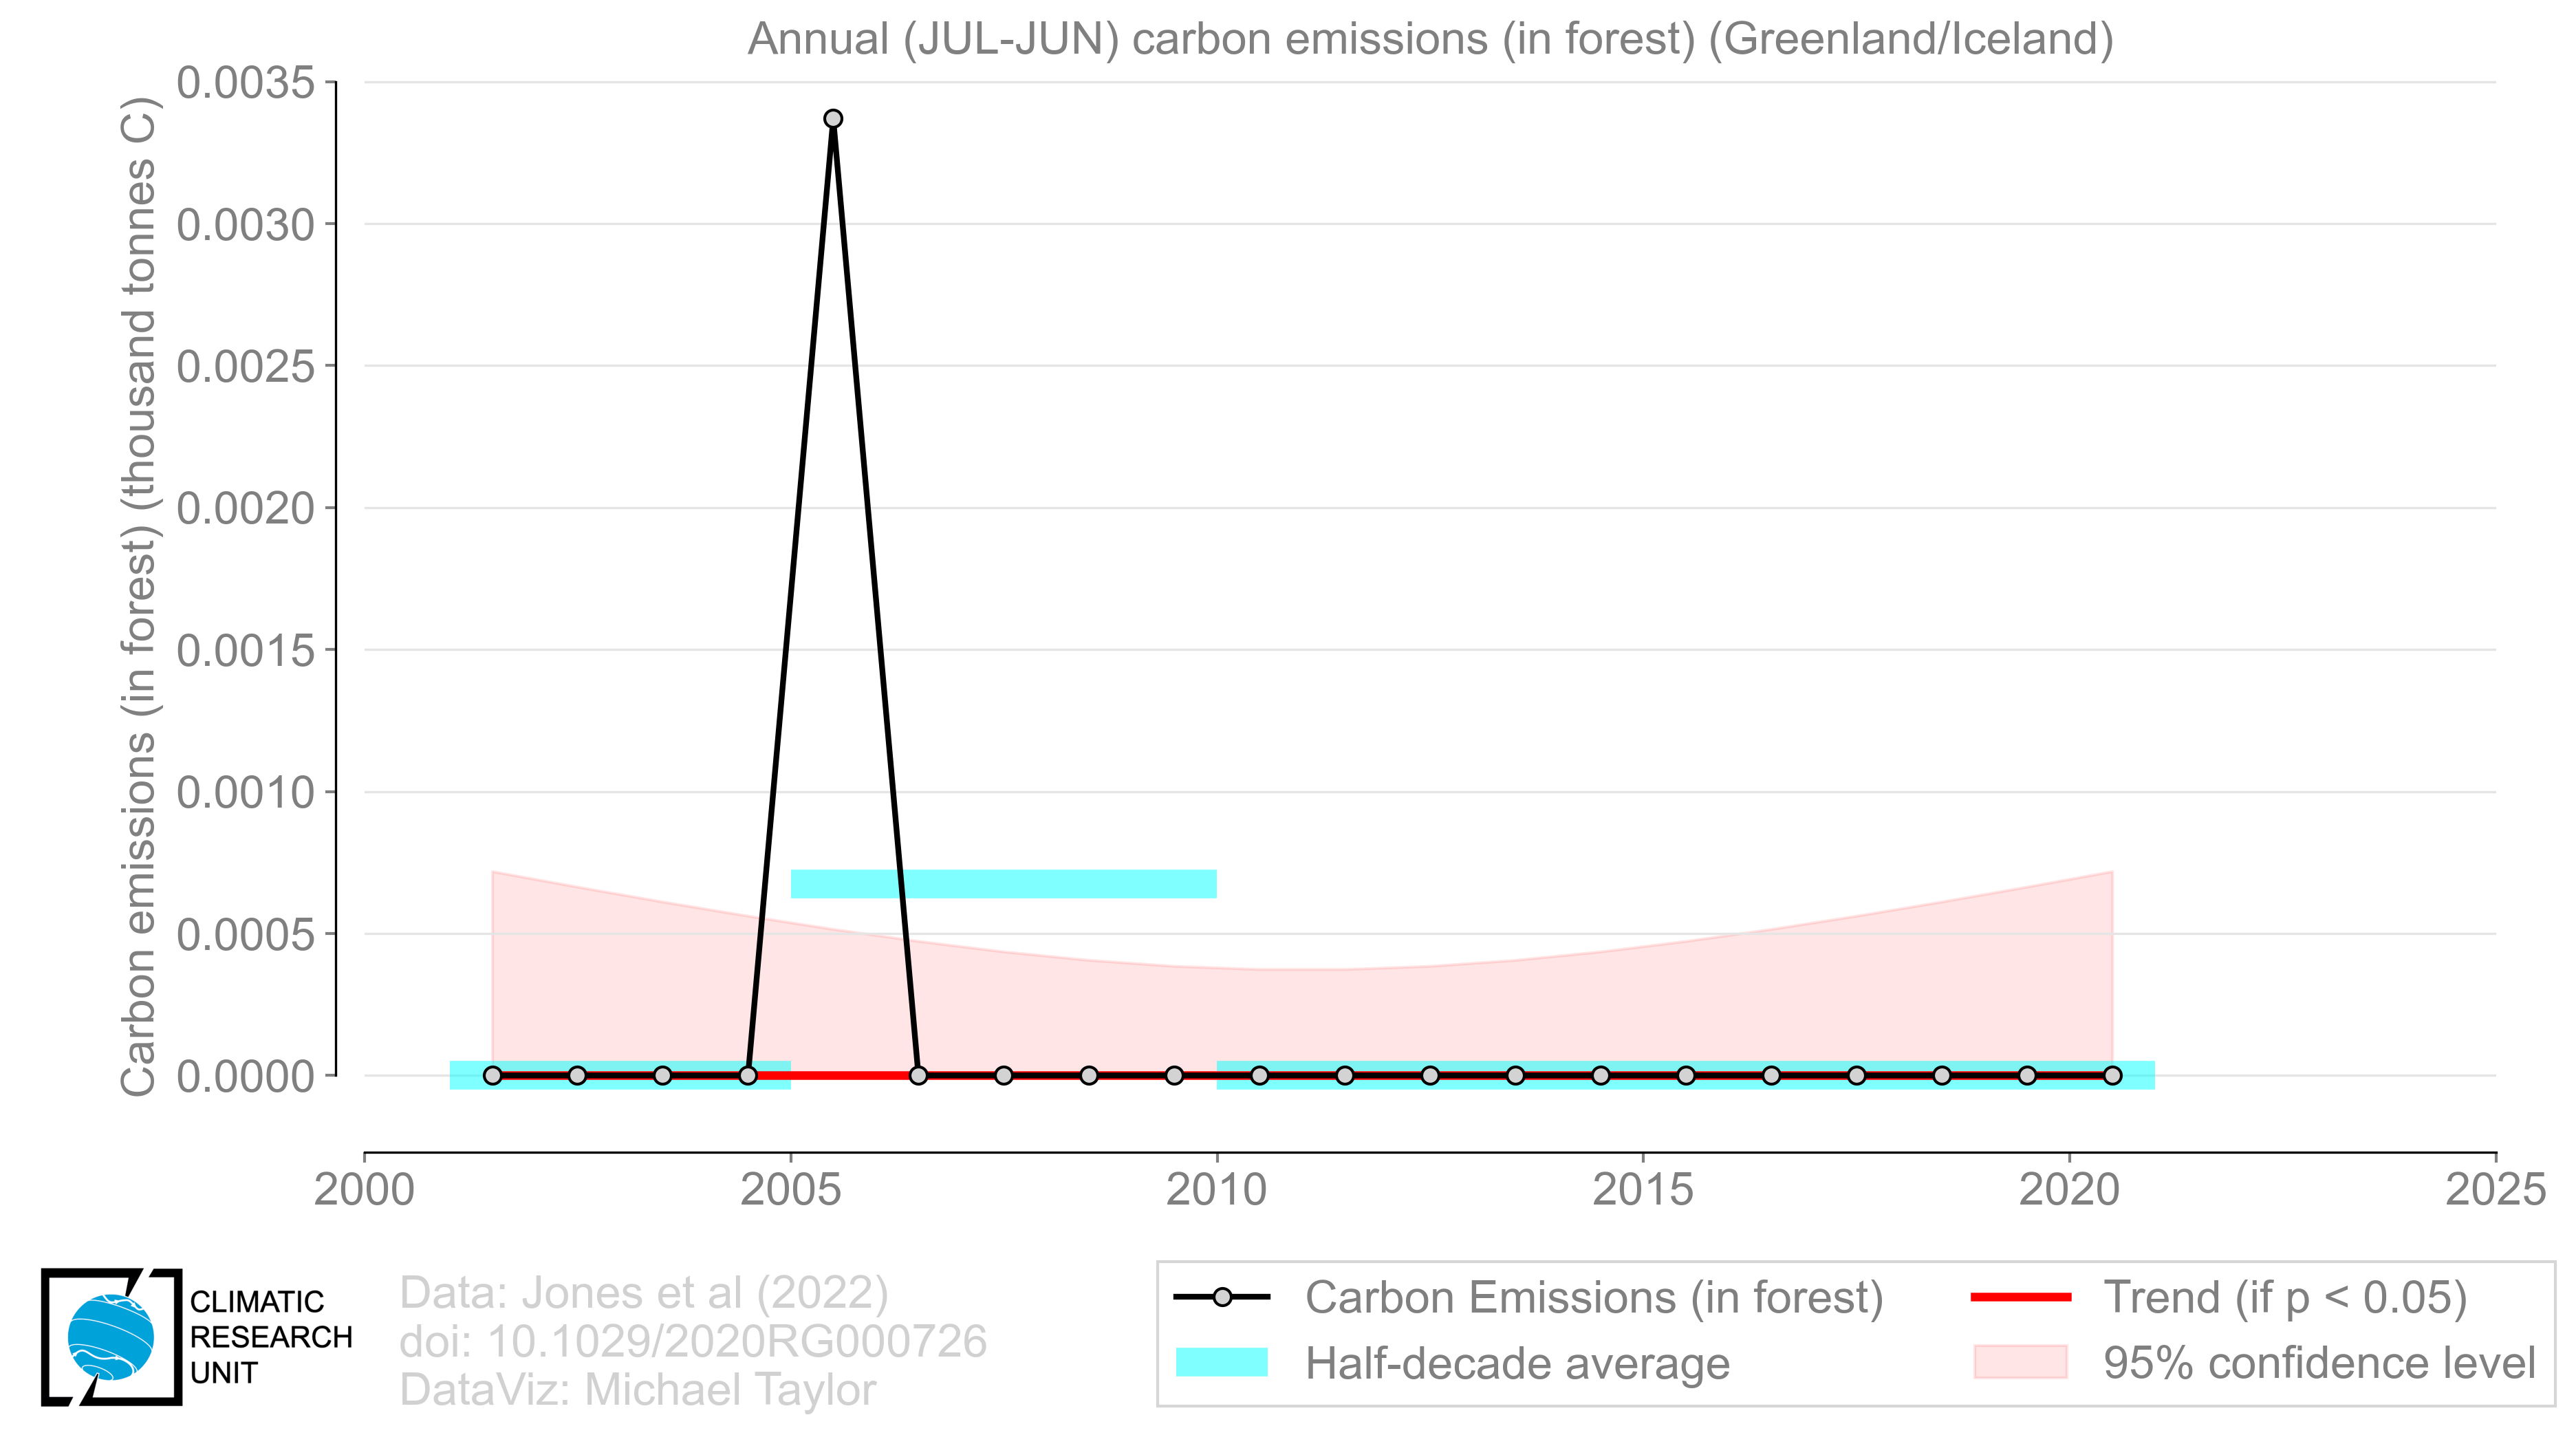 Annual (JUL-JUN) carbon emissions (in forest) (Greenland/Iceland)
Carbon emissions (in forest) (thousand tonnes C)
0.0035
0.0030
0.0025
0.0020
0.0015
0.0010
0.0005
0.0000
2000 2005 2010 2015 2020 2025
CLIMATIC
RESEARCH
UNIT
Data: Jones et al (2022)
doi: 10.1029/2020RG000726
DataViz: Michael Taylor
Carbon Emissions (in forest)
Half-decade average
Trend (if p < 0.05)
95% confidence level